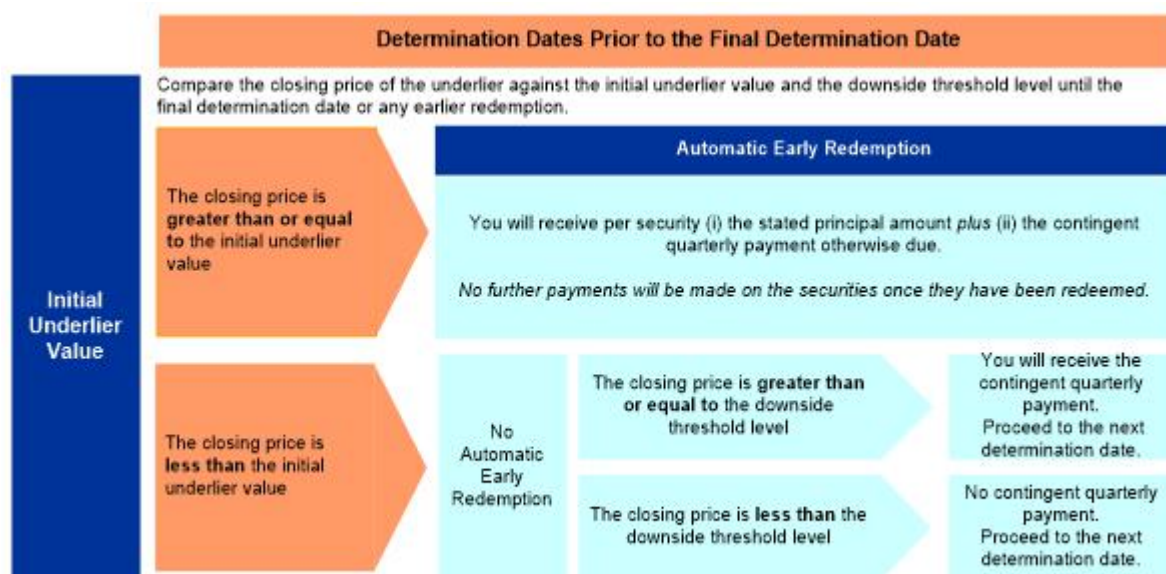 Determination Dates Prior to the Final Determination Date
Compare the closing price of the underlier against the initial underlier value and the downside threshold level until the
final determination date or any earlier redemption.
Initial
Underlier
Value
The closing price is
greater than or equal
to the initial underlier
value
Automatic Early Redemption
You will receive per security (i) the stated principal amount plus (ii) the contingent
quarterly payment otherwise due.
No further payments will be made on the securities once they have been redeemed.
The closing price is
less than the initial
underlier value
No
Automatic
Early
Redemption
The closing price is greater than
or equal to the downside
threshold level
You will receive the
contingent quarterly
payment.
Proceed to the next
determination date.
The closing price is less than the
downside threshold level
No contingent quarterly
payment.
Proceed to the next
determination date.